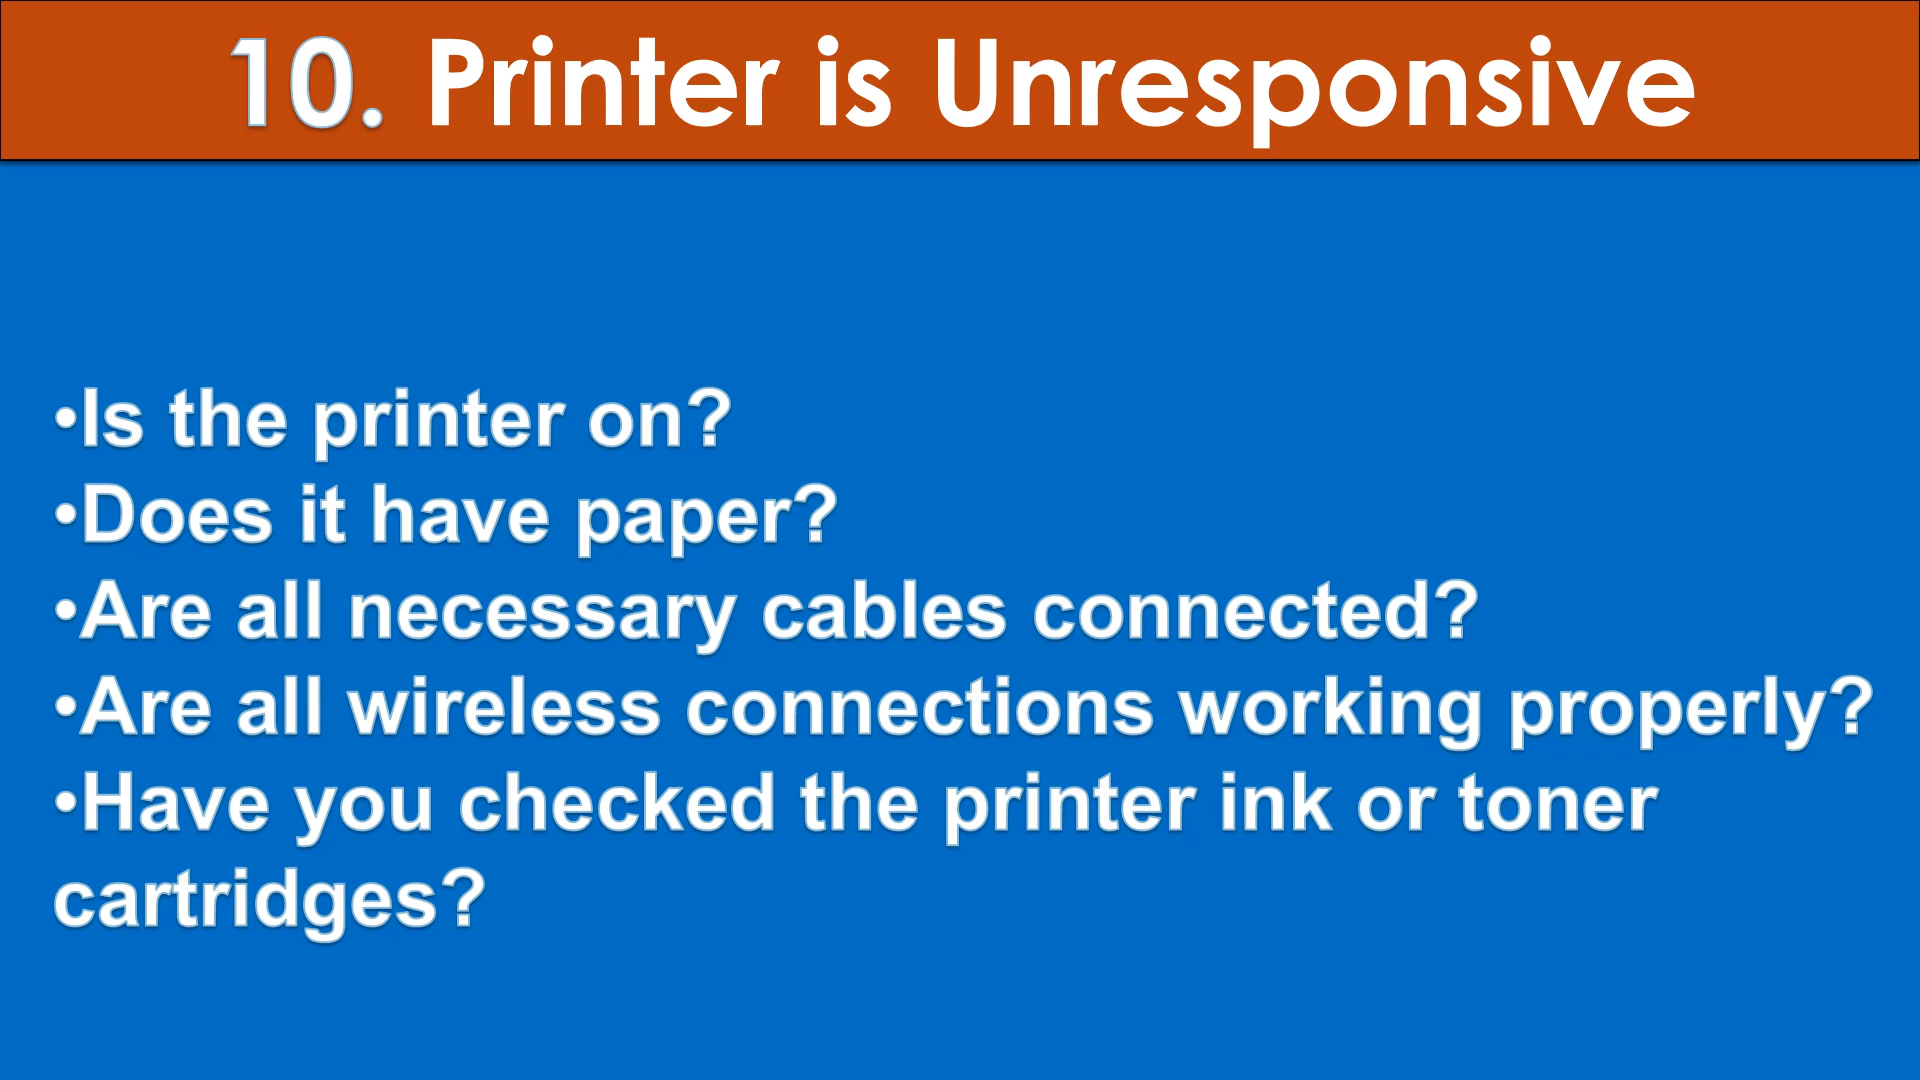 10. Printer is Unresponsive
•Is the printer on?
•Does it have paper?
•Are all necessary cables connected?
•Are all wireless connections working properly?
•Have you checked the printer ink or toner
cartridges?